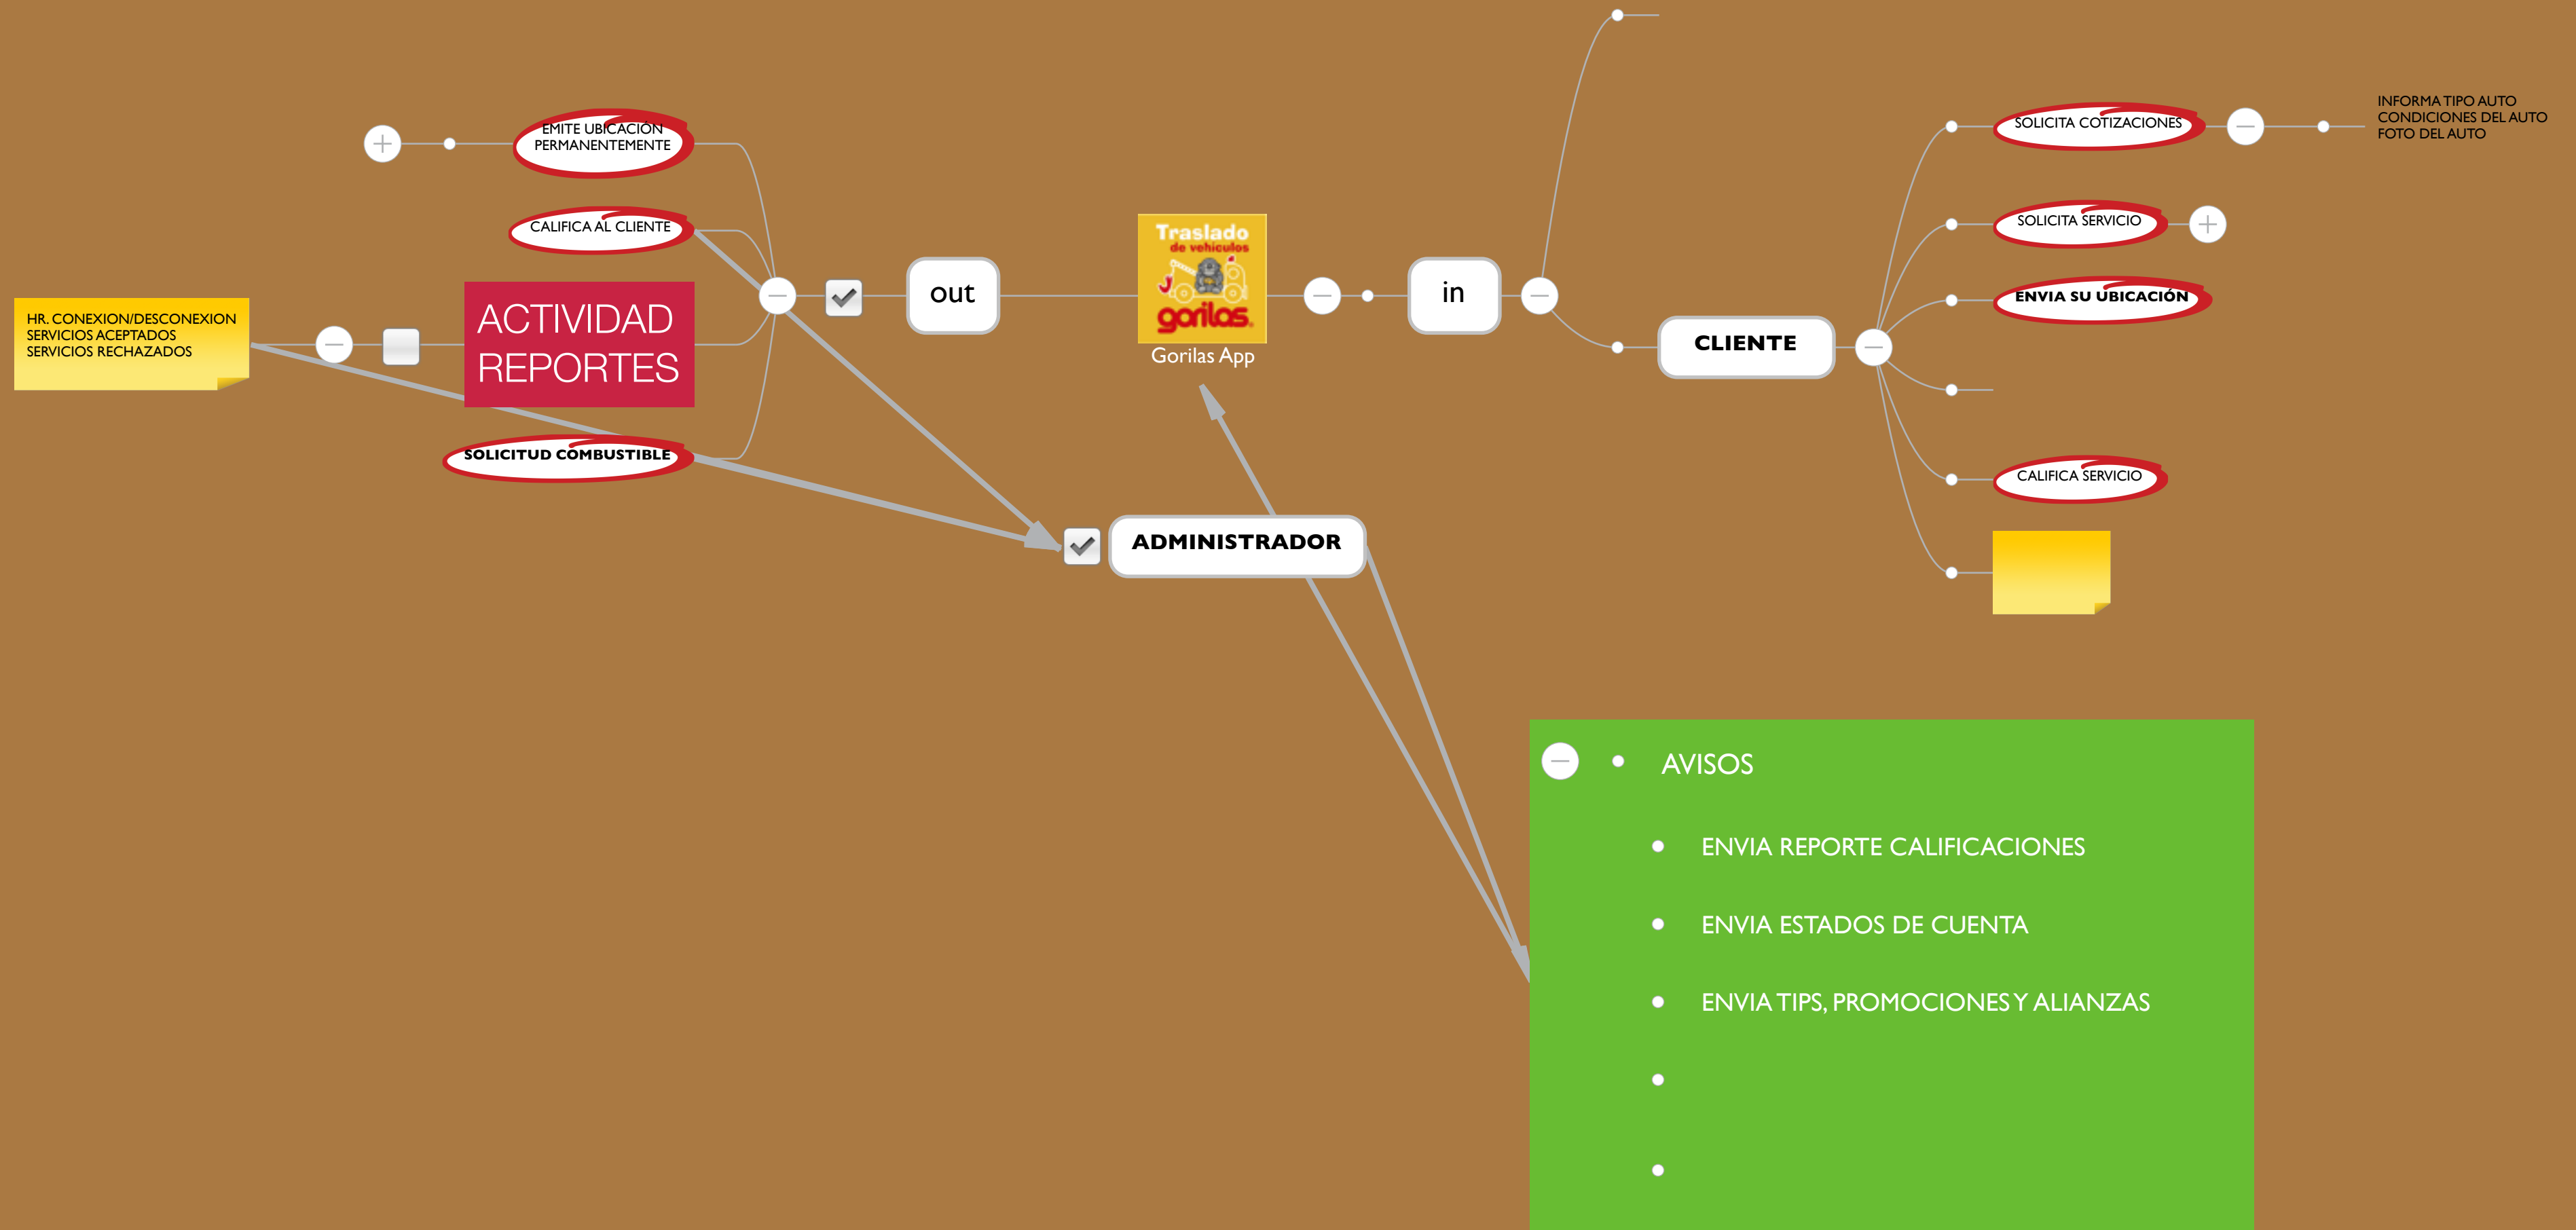 EMITE UBICACIÓN
PERMANENTEMENTE
CALIFICA AL CLIENTE
HR. CONEXION/DESCONEXION
SERVICIOS ACEPTADOS
SERVICIOS RECHAZADOS
ACTIVIDAD
REPORTES
SOLICITUD COMBUSTIBLE
out
Traslado
de vehículos
gorilas
Gorilas App
in
CLIENTE
SOLICITA COTIZACIONES
INFORMA TIPO AUTO
CONDICIONES DEL AUTO
FOTO DEL AUTO
SOLICITA SERVICIO
ENVIA SU UBICACIÓN
CALIFICA SERVICIO
ADMINISTRADOR
AVISOS
ENVIA REPORTE CALIFICACIONES
ENVIA ESTADOS DE CUENTA
ENVIA TIPS, PROMOCIONES Y ALIANZAS